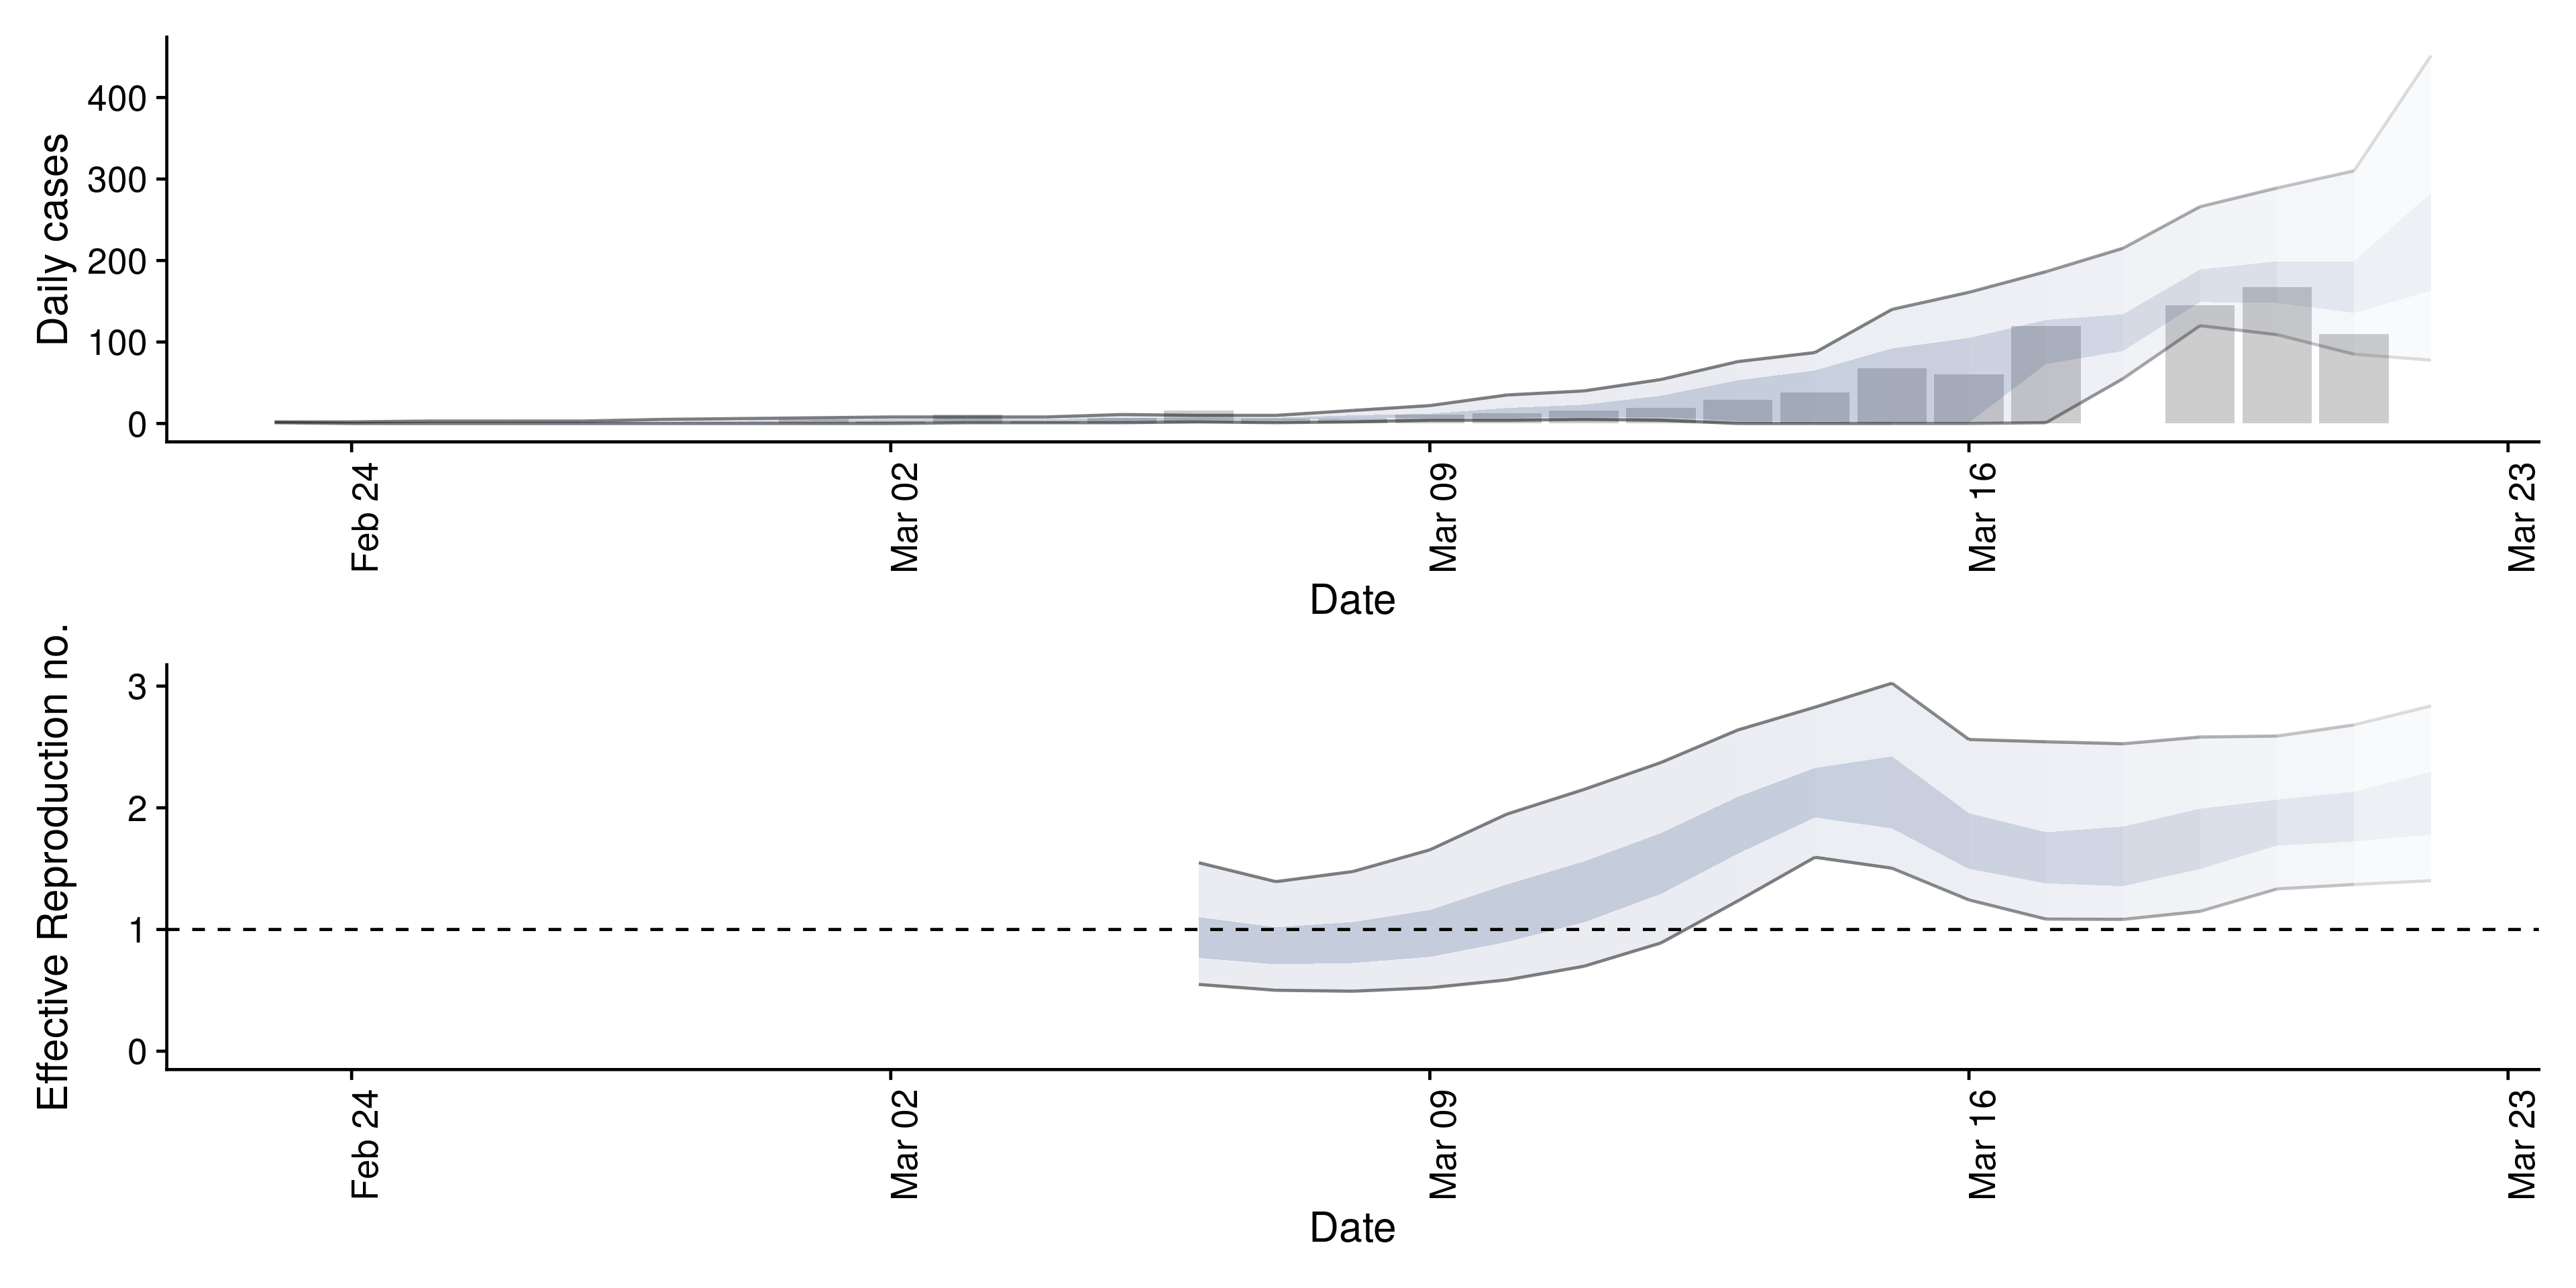 Daily cases
400
300
200
100
0
Feb 24
Mar 02
Mar 09
Mar 16
Mar 23
Date
Effective Reproduction no.
3
2
1
0
Feb 24
Mar 02
Mar 09
Mar 16
Mar 23
Date